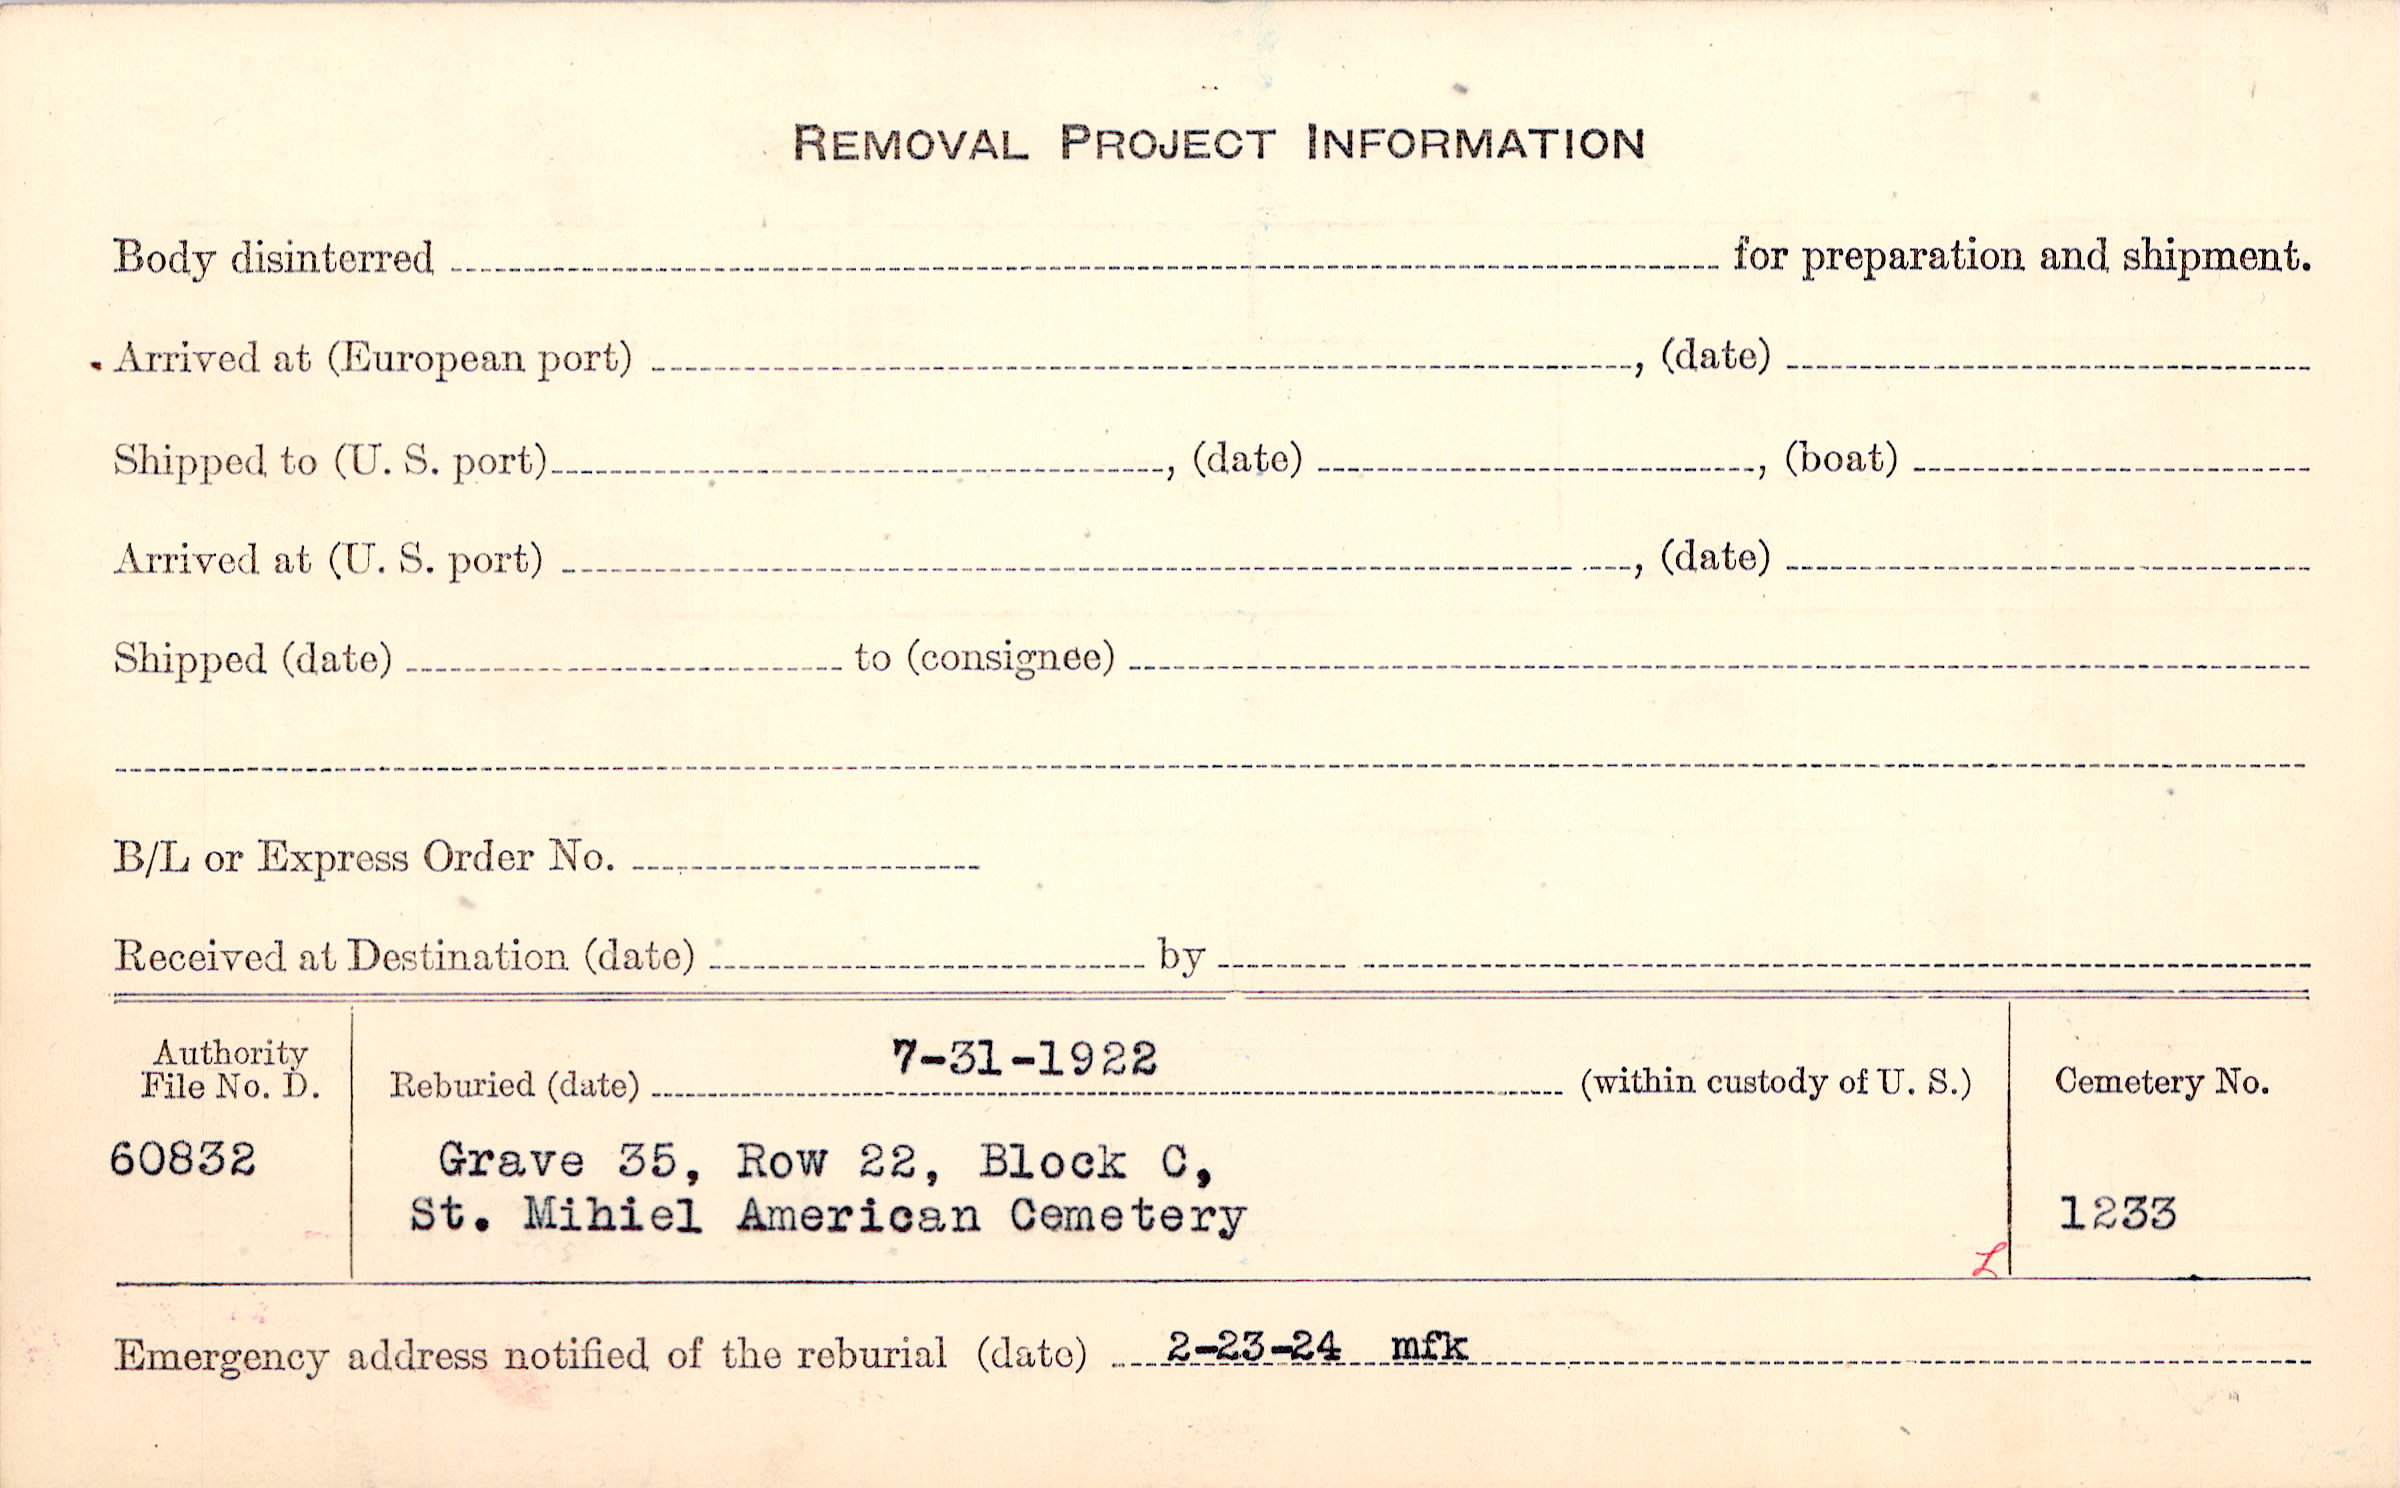 REMOVAL PROJECT INFORMATION
Body disinterred for preparation and shipment.
Arrived at (European port) , (date)
Shipped to (U. S. port) , (date) , (boat)
Arrived at (U. S. port) , (date)
Shipped (date) to (consignee)
B/L or Express Order No.
Received at Destination (date) by
Authority
File No. D.
60832
7-31-1922
Reburied (date) (within custody of U. S.)
Grave 35, Row 22, Block C,
St. Mihiel American Cemetery
L
Cemetery No.
1233
Emergency address notified of the reburial (date) 2-23-24 mfk